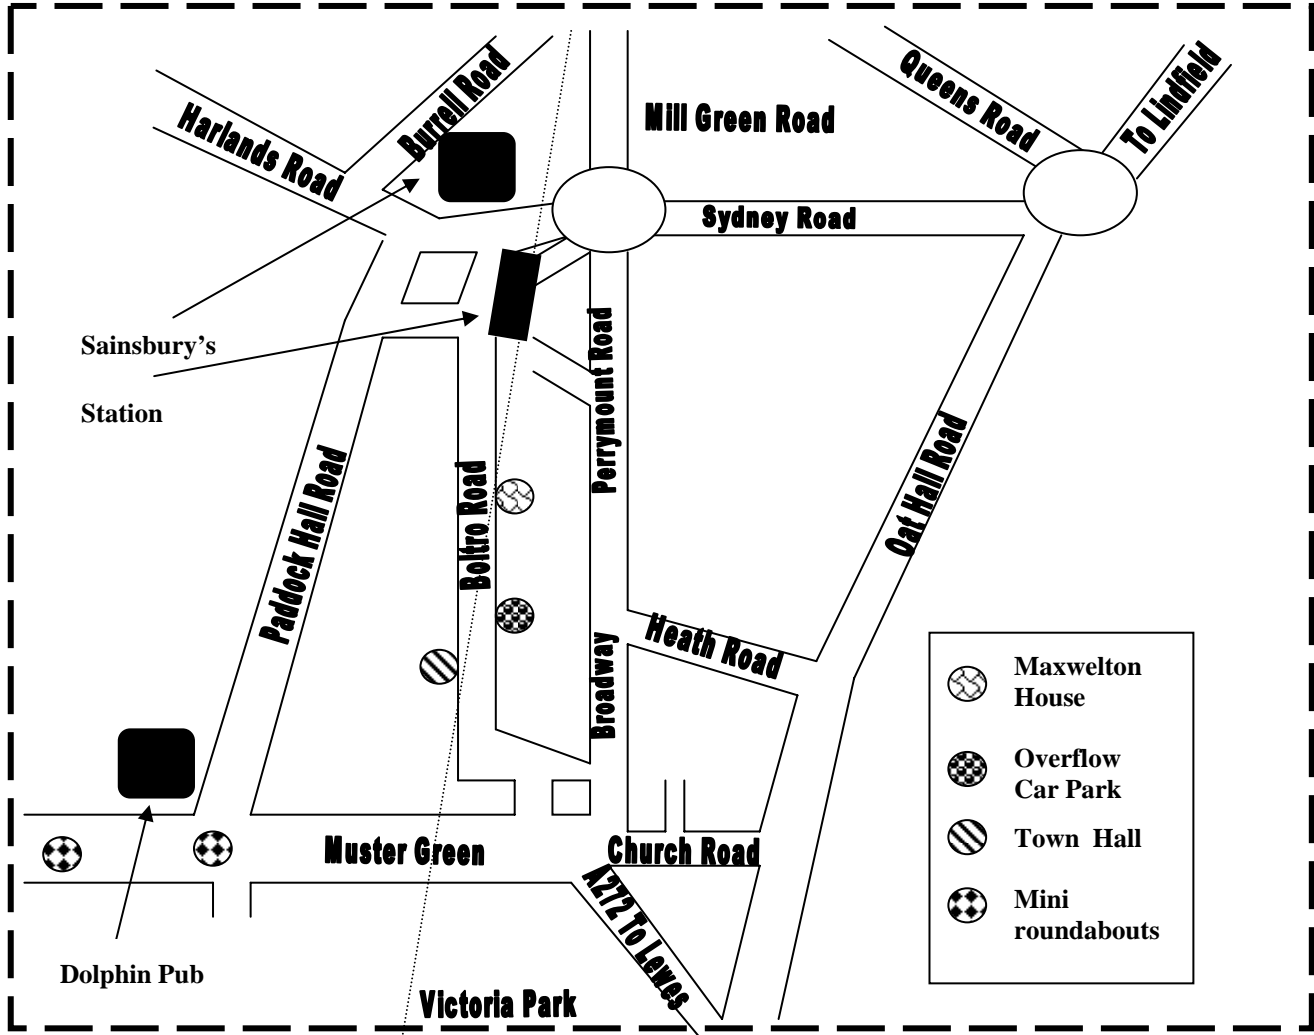 Burrell Road
Queens Road
To Lindfield
Harlands Road
Mill Green Road
Sydney Road
Sainsbury's
Station
Perrymount Road
Paddock Hall Road
Boltro Road
Oat Hall Road
Heath Road
Broadway
Maxwelton
House
Overflow
Car Park
Town Hall
Mini
roundabouts
Muster Green
Church Road
A272 To Lewes
Dolphin Pub
Victoria Park